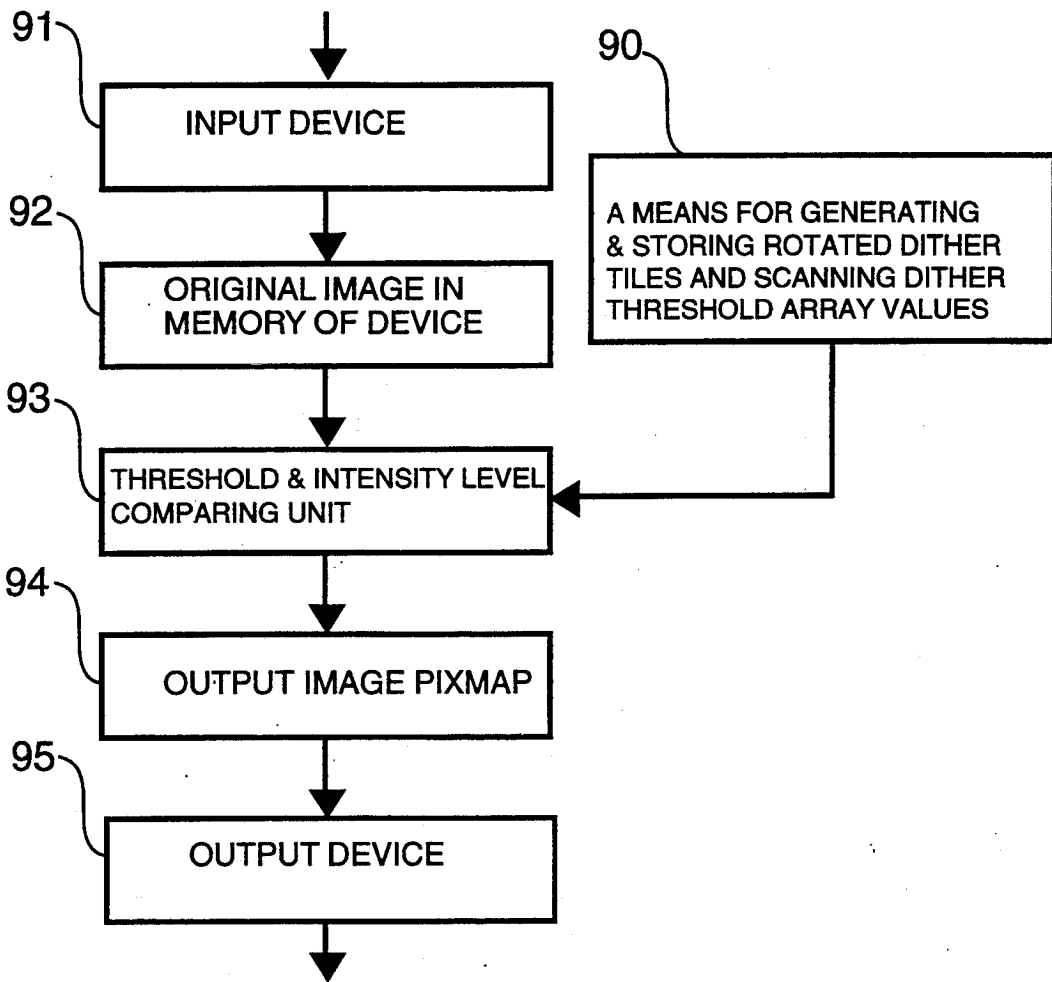 91
INPUT DEVICE
90
A MEANS FOR GENERATING
& STORING ROTATED DITHER
TILES AND SCANNING DITHER
THRESHOLD ARRAY VALUES
92
ORIGINAL IMAGE IN
MEMORY OF DEVICE
93
THRESHOLD & INTENSITY LEVEL
COMPARING UNIT
94
OUTPUT IMAGE PIXMAP
95
OUTPUT DEVICE